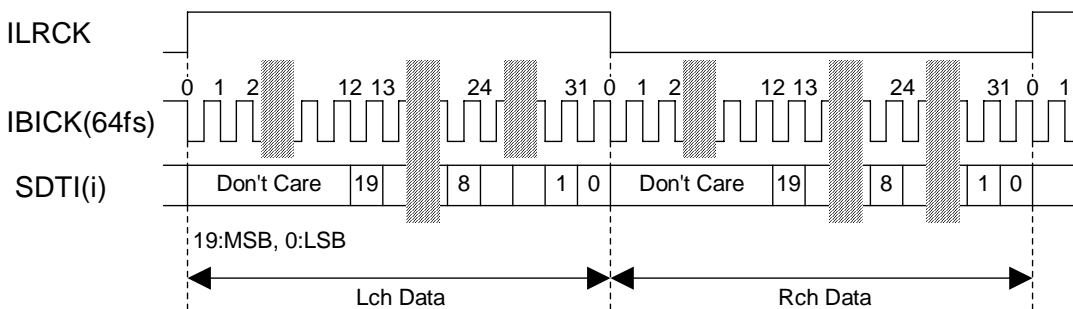 ILRCK
0 1 2 12 13 24 31 0 1 2 12 13 24 31 0 1
IBICK(64fs)
SDTI(i) Don't Care 19 8 1 0 Don't Care 19 8 1 0
19:MSB, 0:LSB
Lch Data Rch Data